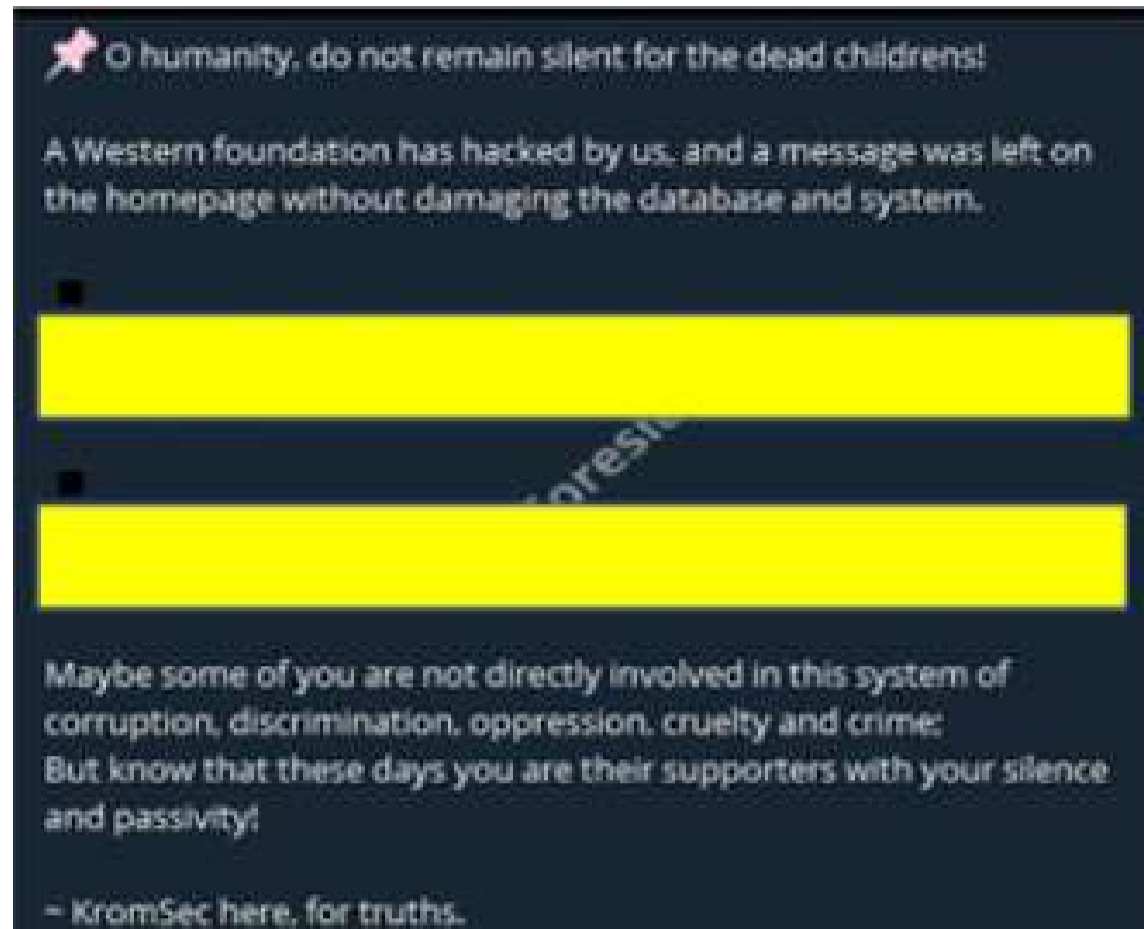 O humanity, do not remain silent for the dead childrens!
A Western foundation has hacked by us, and a message was left on
the homepage without damaging the database and system.
Maybe some of you are not directly involved in this system of
corruption, discrimination, oppression, cruelty and crime;
But know that these days you are their supporters with your silence
and passivity!
~ KromSec here, for truths.